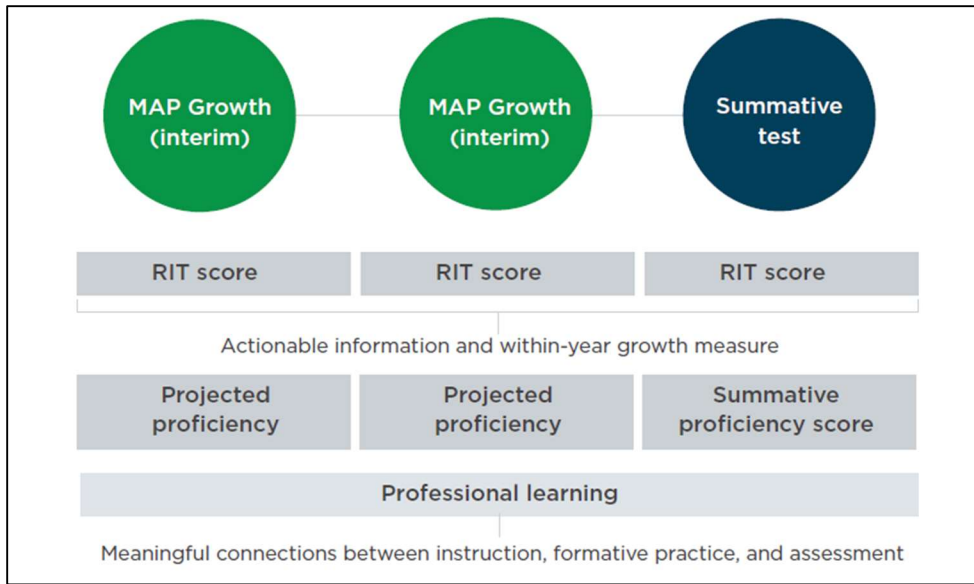 MAP Growth
(interim)
MAP Growth
(interim)
Summative
test
RIT score
RIT score
RIT score
Actionable information and within-year growth measure
Projected
proficiency
Projected
proficiency
Summative
proficiency score
Professional learning
Meaningful connections between instruction, formative practice, and assessment